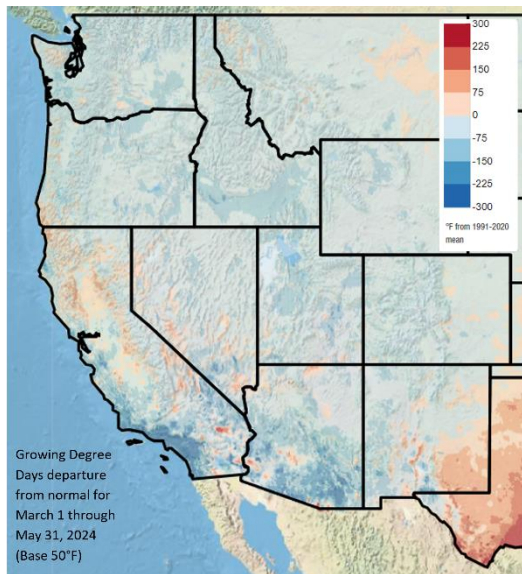 300
225
150
75
0
-75
-150
-225
-300
°F from 1991-2020
mean
Growing Degree
Days departure
from normal for
March 1 through
May 31, 2024
(Base 50°F)